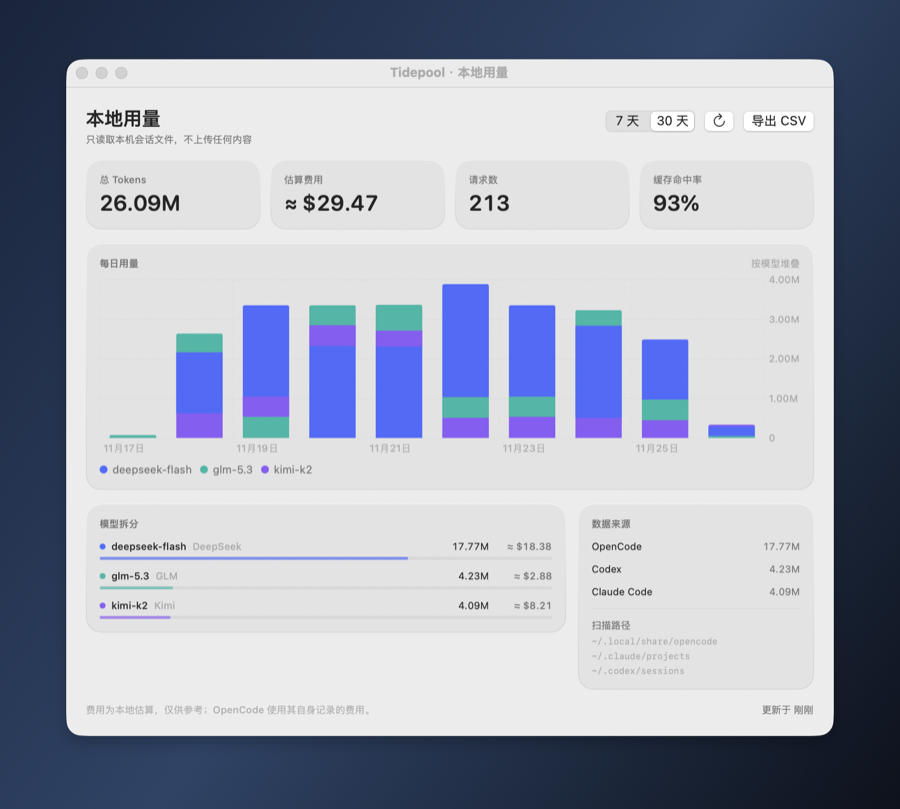 Tidepool · 本地用量
本地用量
只读取本机会话文件，不上传任何内容
7 天 30 天 导出 CSV
总 Tokens
26.09M
估算费用
≈ $29.47
请求数
213
缓存命中率
93%
每日用量
按模型堆叠
4.00M
3.00M
2.00M
1.00M
0
11月17日 11月19日 11月21日 11月23日 11月25日
deepseek-flash glm-5.3 kimi-k2
模型拆分
deepseek-flash DeepSeek 17.77M ≈ $18.38
glm-5.3 GLM 4.23M ≈ $2.88
kimi-k2 Kimi 4.09M ≈ $8.21
数据来源
OpenCode 17.77M
Codex 4.23M
Claude Code 4.09M
扫描路径
~/.local/share/opencode
~/.claude/projects
~/.codex/sessions
费用为本地估算，仅供参考；OpenCode 使用其自身记录的费用。
更新于 刚刚